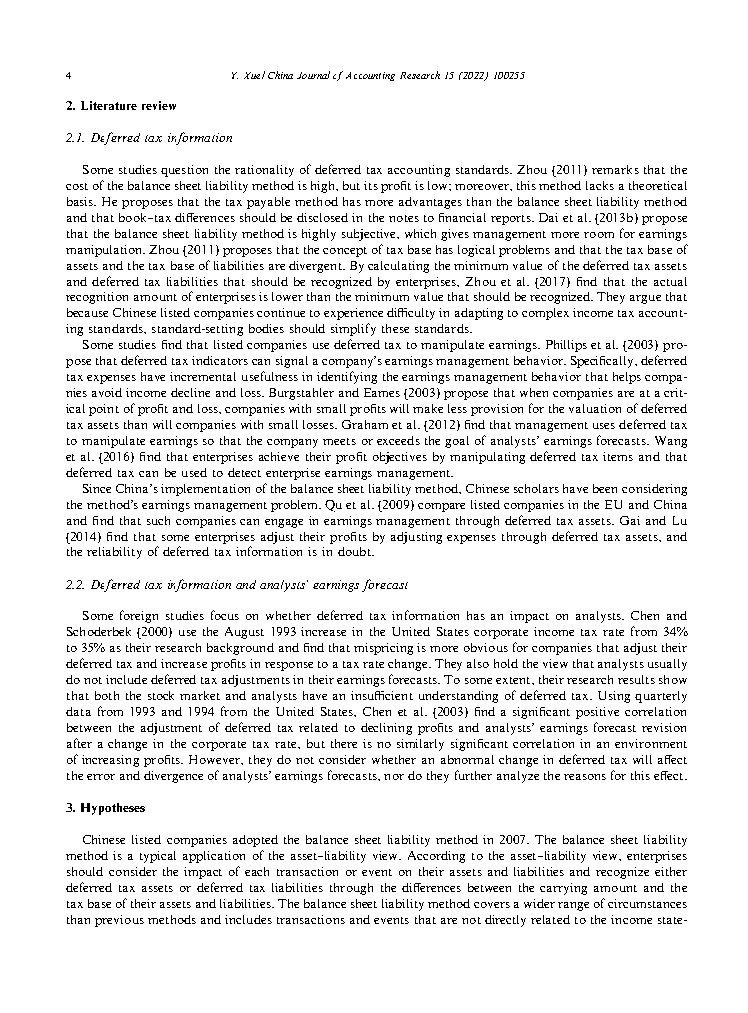 4
Y. Xue/ China Journal of Accounting Research 15 (2022) 100255
2. Literature review
2.1. Deferred tax information
Some studies question the rationality of deferred tax accounting standards. Zhou {2011} remarks that the
cost of the balance sheet liability method is high, but its profit is low; moreover, this method lacks a theoretical
basis. He proposes that the tax payable method has more advantages than the balance sheet liability method
and that book–tax differences should be disclosed in the notes to financial reports. Dai et al. {2013b} propose
that the balance sheet liability method is highly subjective, which gives management more room for earnings
manipulation. Zhou {2011} proposes that the concept of tax base has logical problems and that the tax base of
assets and the tax base of liabilities are divergent. By calculating the minimum value of the deferred tax assets
and deferred tax liabilities that should be recognized by enterprises, Zhou et al. {2017} find that the actual
recognition amount of enterprises is lower than the minimum value that should be recognized. They argue that
because Chinese listed companies continue to experience difficulty in adapting to complex income tax account-
ing standards, standard-setting bodies should simplify these standards.
Some studies find that listed companies use deferred tax to manipulate earnings. Phillips et al. {2003} pro-
pose that deferred tax indicators can signal a company's earnings management behavior. Specifically, deferred
tax expenses have incremental usefulness in identifying the earnings management behavior that helps compa-
nies avoid income decline and loss. Burgstahler and Eames {2003} propose that when companies are at a crit-
ical point of profit and loss, companies with small profits will make less provision for the valuation of deferred
tax assets than will companies with small losses. Graham et al. {2012} find that management uses deferred tax
to manipulate earnings so that the company meets or exceeds the goal of analysts' earnings forecasts. Wang
et al. {2016} find that enterprises achieve their profit objectives by manipulating deferred tax items and that
deferred tax can be used to detect enterprise earnings management.
Since China's implementation of the balance sheet liability method, Chinese scholars have been considering
the method's earnings management problem. Qu et al. {2009} compare listed companies in the EU and China
and find that such companies can engage in earnings management through deferred tax assets. Gai and Lu
{2014} find that some enterprises adjust their profits by adjusting expenses through deferred tax assets, and
the reliability of deferred tax information is in doubt.
2.2. Deferred tax information and analysts' earnings forecast
Some foreign studies focus on whether deferred tax information has an impact on analysts. Chen and
Schoderbek {2000} use the August 1993 increase in the United States corporate income tax rate from 34%
to 35% as their research background and find that mispricing is more obvious for companies that adjust their
deferred tax and increase profits in response to a tax rate change. They also hold the view that analysts usually
do not include deferred tax adjustments in their earnings forecasts. To some extent, their research results show
that both the stock market and analysts have an insufficient understanding of deferred tax. Using quarterly
data from 1993 and 1994 from the United States, Chen et al. {2003} find a significant positive correlation
between the adjustment of deferred tax related to declining profits and analysts' earnings forecast revision
after a change in the corporate tax rate, but there is no similarly significant correlation in an environment
of increasing profits. However, they do not consider whether an abnormal change in deferred tax will affect
the error and divergence of analysts' earnings forecasts, nor do they further analyze the reasons for this effect.
3. Hypotheses
Chinese listed companies adopted the balance sheet liability method in 2007. The balance sheet liability
method is a typical application of the asset–liability view. According to the asset–liability view, enterprises
should consider the impact of each transaction or event on their assets and liabilities and recognize either
deferred tax assets or deferred tax liabilities through the differences between the carrying amount and the
tax base of their assets and liabilities. The balance sheet liability method covers a wider range of circumstances
than previous methods and includes transactions and events that are not directly related to the income state-